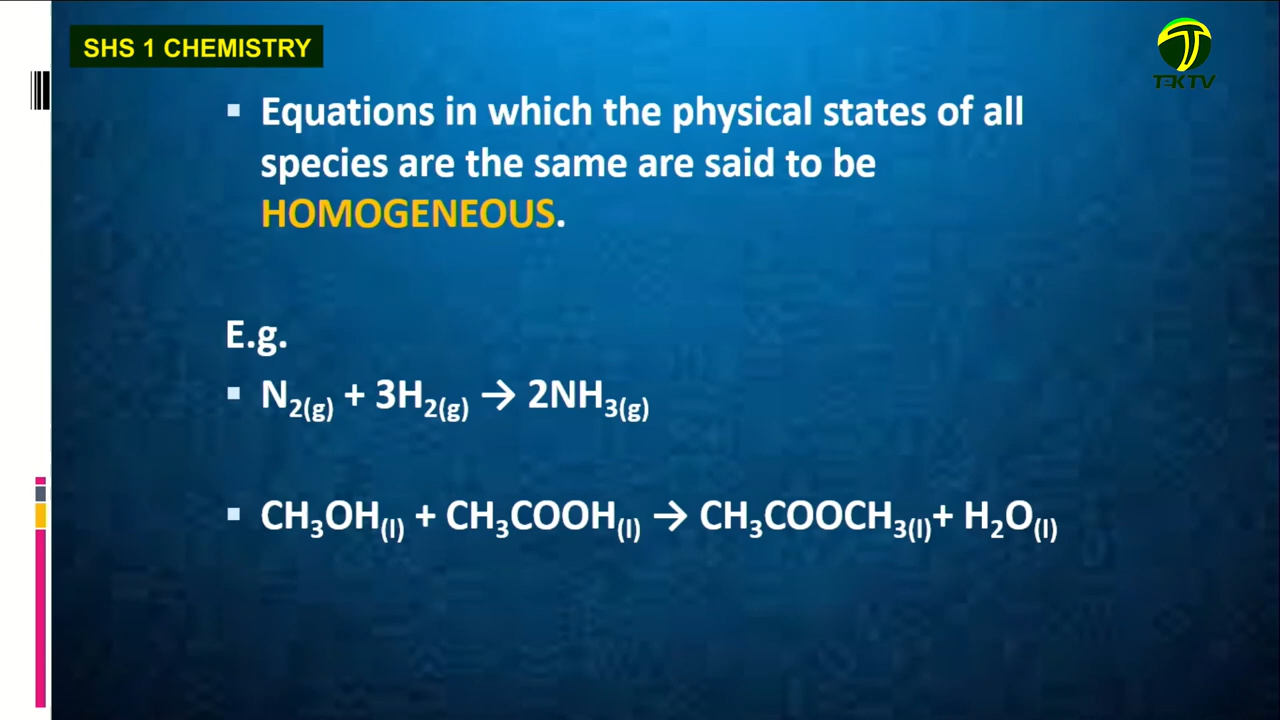 SHS 1 CHEMISTRY
TEKTV
▪ Equations in which the physical states of all
species are the same are said to be
HOMOGENEOUS.
E.g.
▪ N₂(g) + 3H₂(g) → 2NH₃(g)
▪ CH₃OH(l) + CH₃COOH(l) → CH₃COOCH₃(l)+ H₂O(l)